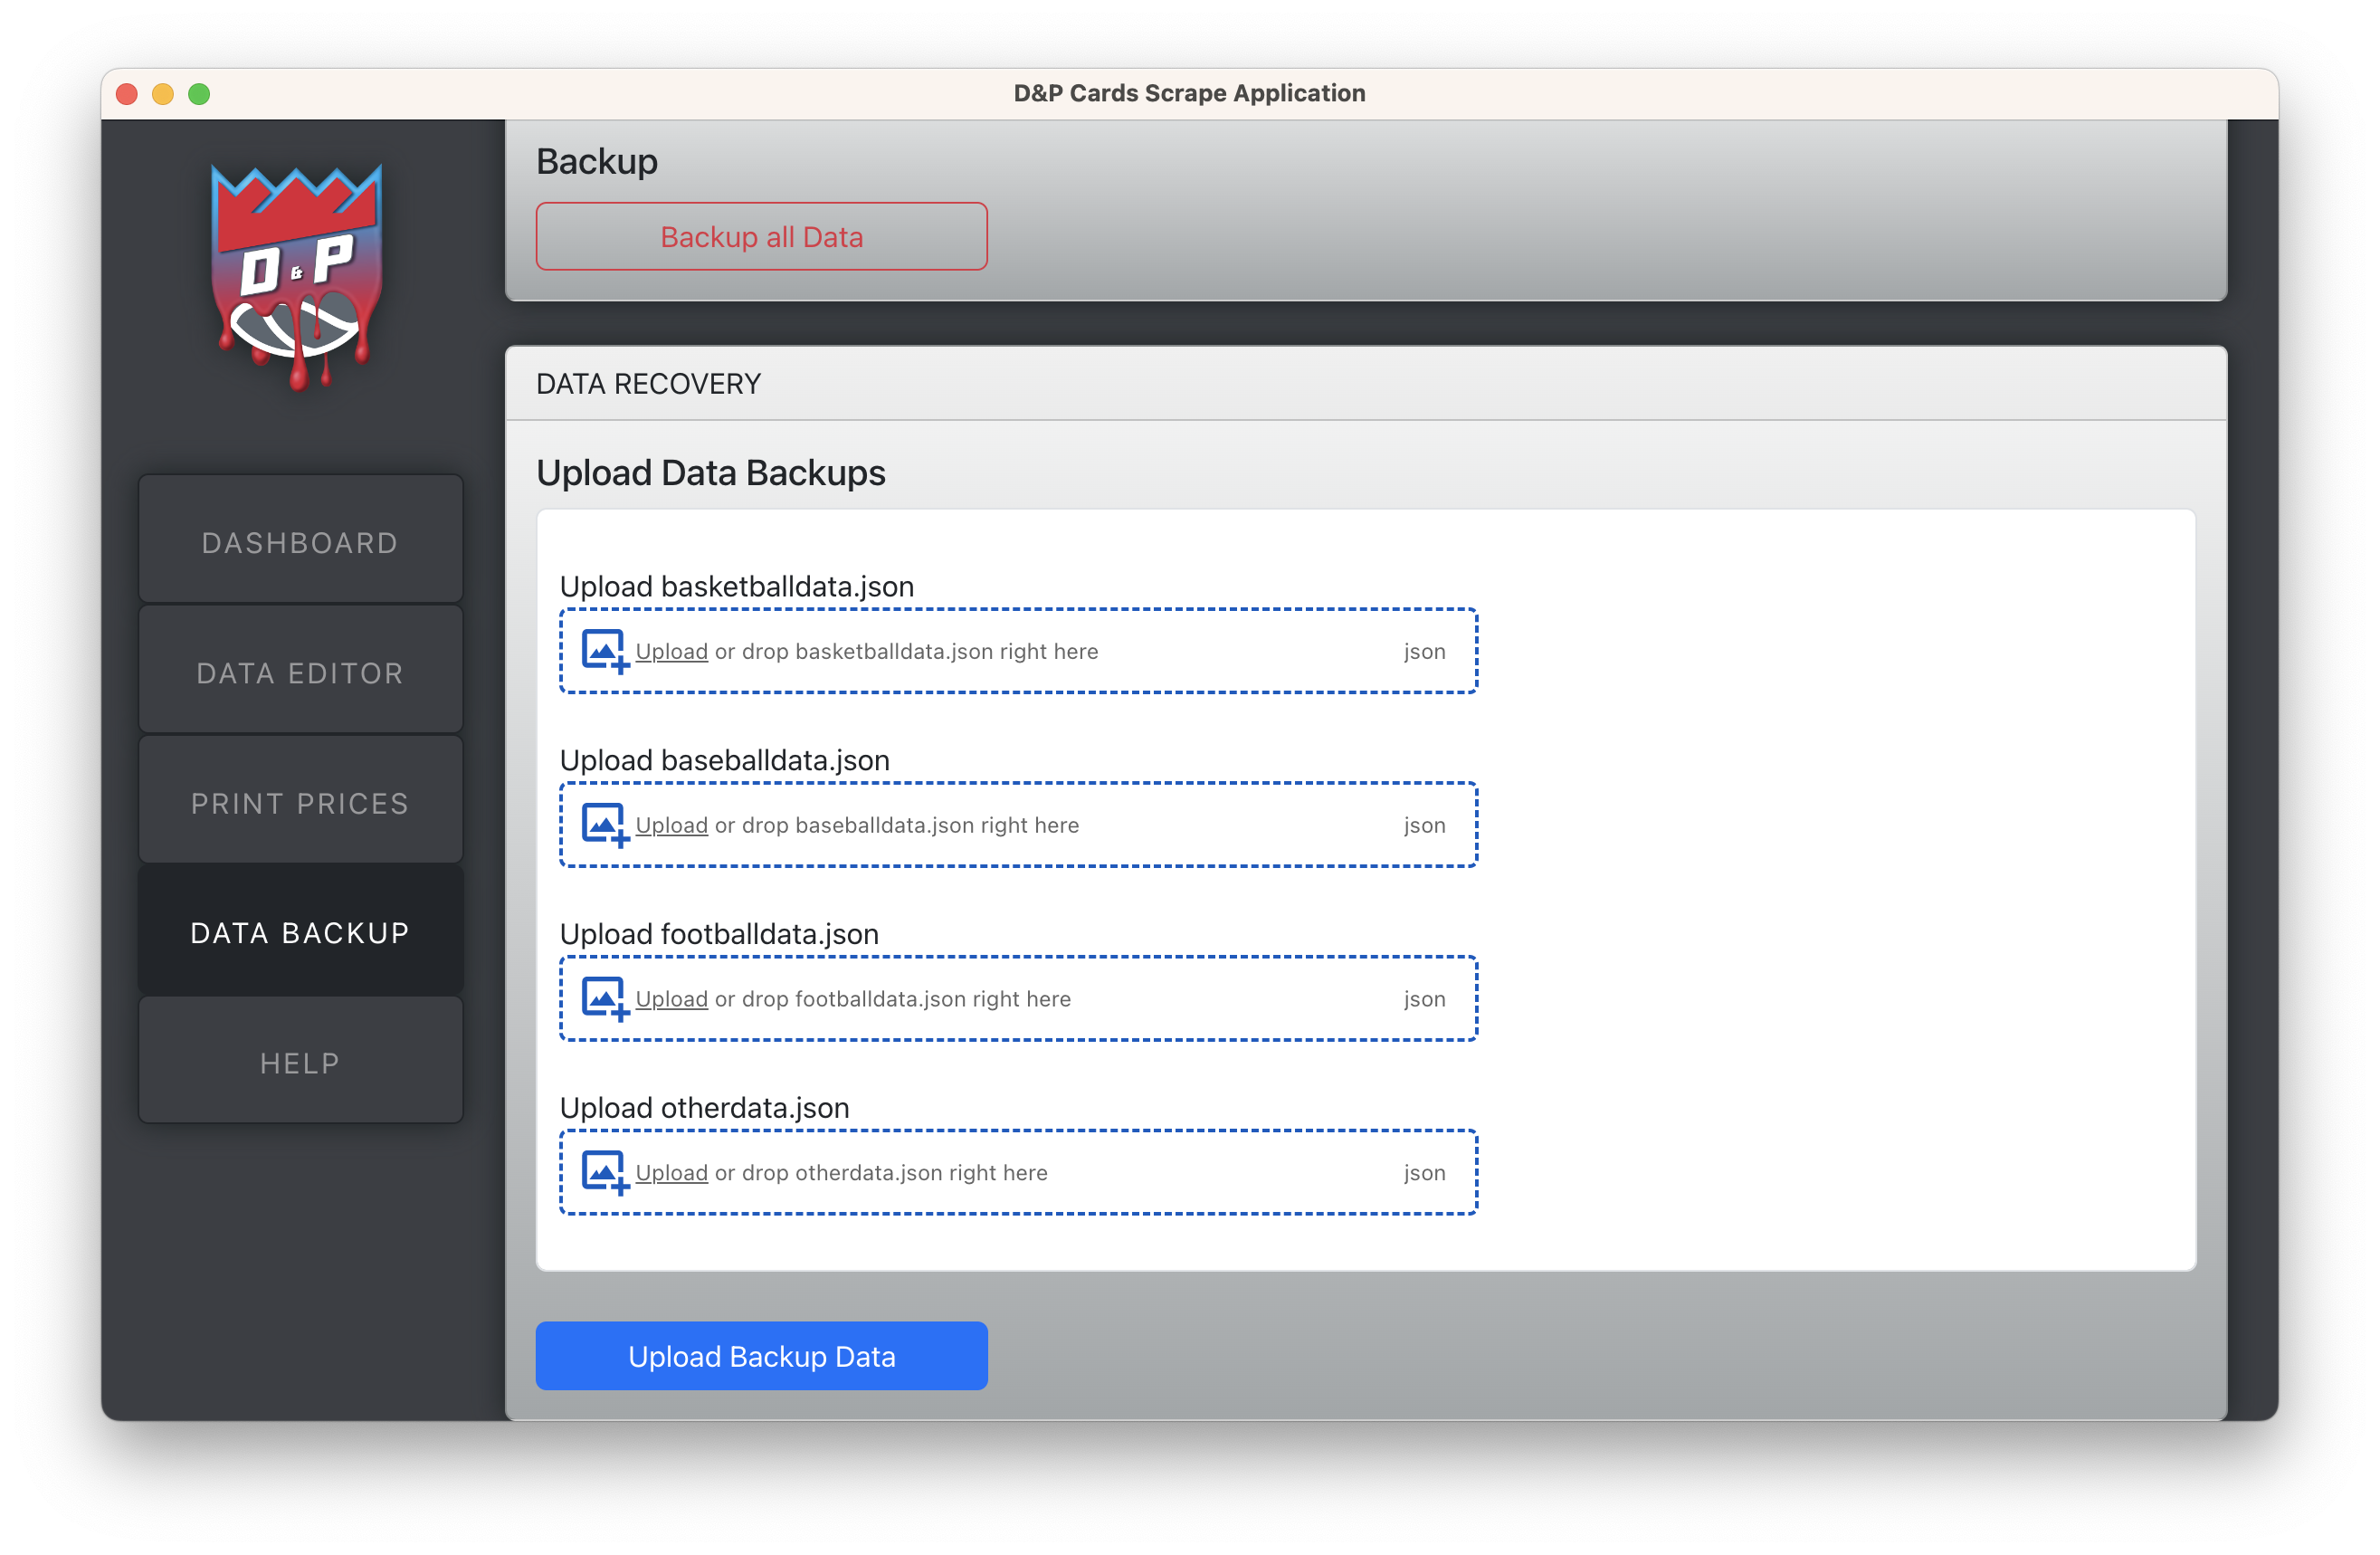 D&P Cards Scrape Application
D & P
DASHBOARD
DATA EDITOR
PRINT PRICES
DATA BACKUP
HELP
Backup
Backup all Data
DATA RECOVERY
Upload Data Backups
Upload basketballdata.json
Upload or drop basketballdata.json right here json
Upload baseballdata.json
Upload or drop baseballdata.json right here json
Upload footballdata.json
Upload or drop footballdata.json right here json
Upload otherdata.json
Upload or drop otherdata.json right here json
Upload Backup Data